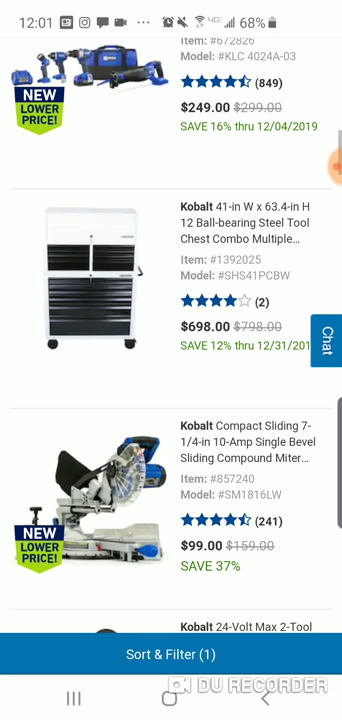 12:01 68%
Item: #672826
Model: #KLC 4024A-03
(849)
NEW
LOWER
PRICE!
$249.00 $299.00
SAVE 16% thru 12/04/2019
Kobalt 41-in W x 63.4-in H
12 Ball-bearing Steel Tool
Chest Combo Multiple...
Item: #1392025
Model: #SHS41PCBW
(2)
$698.00 $798.00
SAVE 12% thru 12/31/201
Chat
Kobalt Compact Sliding 7-
1/4-in 10-Amp Single Bevel
Sliding Compound Miter...
Item: #857240
Model: #SM1816LW
(241)
NEW
LOWER
PRICE!
$99.00 $159.00
SAVE 37%
Kobalt 24-Volt Max 2-Tool
Sort & Filter (1)
DU RECORDER